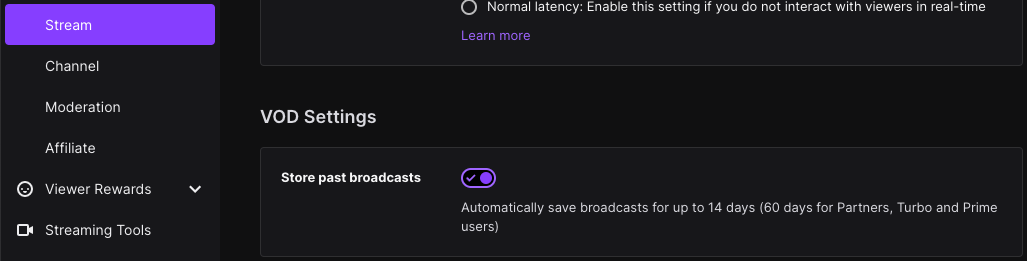 Stream
Channel
Moderation
Affiliate
Viewer Rewards
Streaming Tools
Normal latency: Enable this setting if you do not interact with viewers in real-time
Learn more
VOD Settings
Store past broadcasts
Automatically save broadcasts for up to 14 days (60 days for Partners, Turbo and Prime
users)